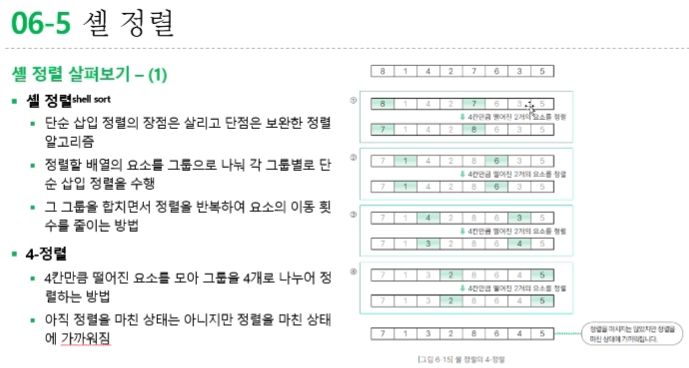 06-5 셸 정렬
셸 정렬 살펴보기 – (1)
셸 정렬shell sort
단순 삽입 정렬의 장점은 살리고 단점은 보완한 정렬
알고리즘
정렬할 배열의 요소를 그룹으로 나눠 각 그룹별로 단
순 삽입 정렬을 수행
그 그룹을 합치면서 정렬을 반복하여 요소의 이동 횟
수를 줄이는 방법
4-정렬
4칸만큼 떨어진 요소를 모아 그룹을 4개로 나누어 정
렬하는 방법
아직 정렬을 마친 상태는 아니지만 정렬을 마친 상태
에 가까워짐
8 1 4 2 7 6 3 5
①
8 1 4 2 7 6 3 5
4칸만큼 떨어진 2개의 요소를 정렬
7 1 4 2 8 6 3 5
②
7 1 4 2 8 6 3 5
4칸만큼 떨어진 2개의 요소를 정렬
7 1 4 2 8 6 3 5
③
7 1 4 2 8 6 3 5
4칸만큼 떨어진 2개의 요소를 정렬
7 1 3 2 8 6 4 5
④
7 1 3 2 8 6 4 5
4칸만큼 떨어진 2개의 요소를 정렬
7 1 3 2 8 6 4 5
7 1 3 2 8 6 4 5
정렬을 마치지는 않았지만 정렬을
마친 상태에 가까워집니다.
[그림 6-15] 셸 정렬의 4-정렬